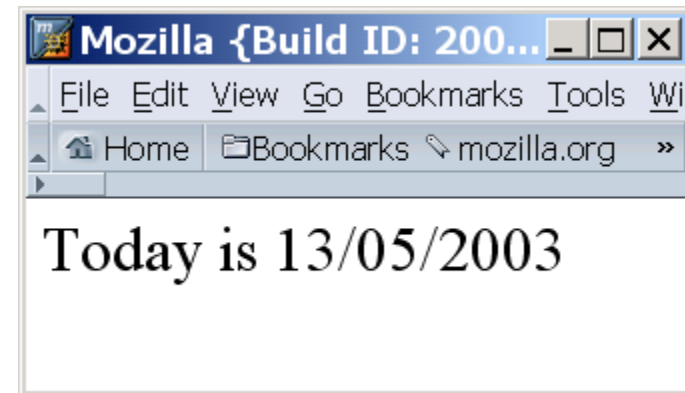 Mozilla {Build ID: 200...
File Edit View Go Bookmarks Tools Wi
Home Bookmarks mozilla.org »
Today is 13/05/2003